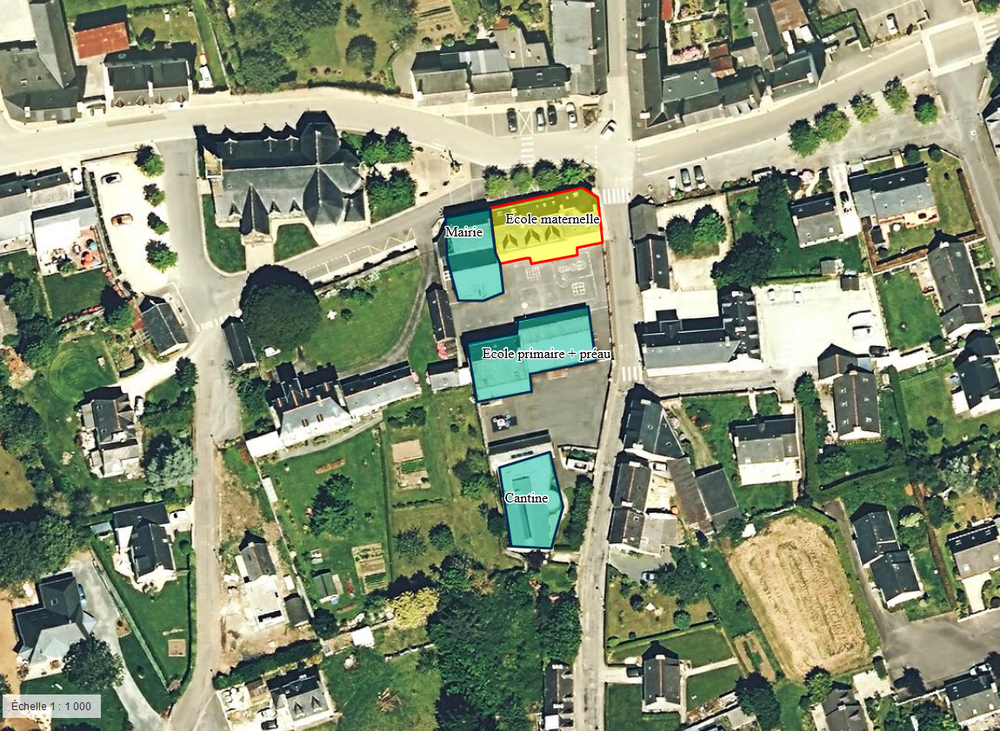 Ecole maternelle
Mairie
Ecole primaire + préau
Cantine
Échelle 1 : 1 000